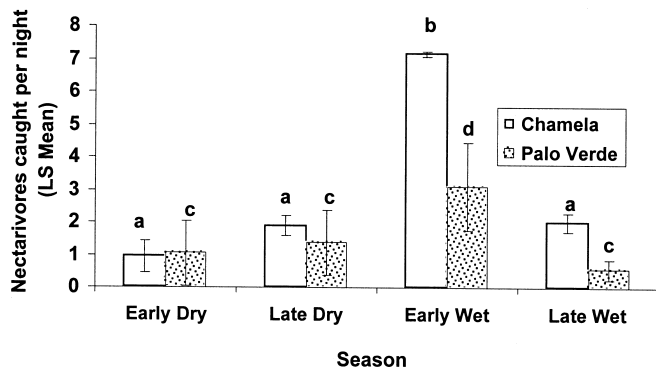 Nectarivores caught per night
(LS Mean)
8
7
6
5
4
3
2
1
0
a
c
a
c
b
d
a
c
Chamela
Palo Verde
Early Dry
Late Dry
Early Wet
Late Wet
Season